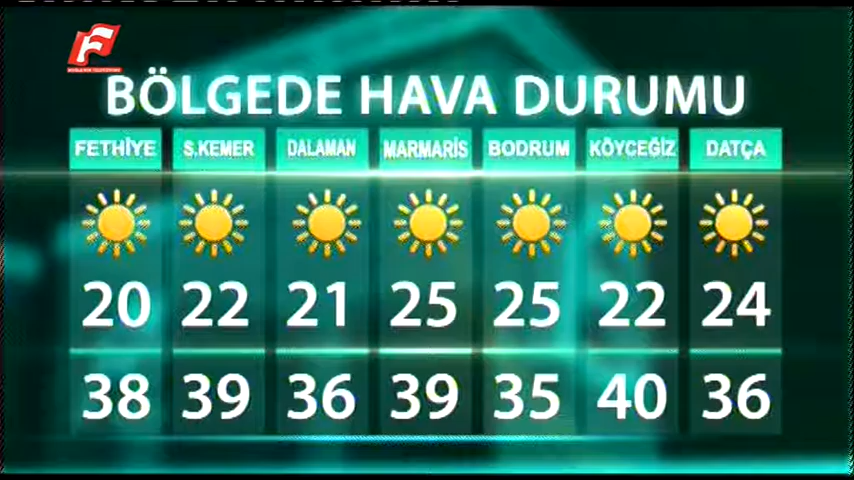 BÖLGEDE HAVA DURUMU
FETHİYE S.KEMER DALAMAN MARMARİS BODRUM KÖYCEĞİZ DATÇA
20 22 21 25 25 22 24
38 39 36 39 35 40 36